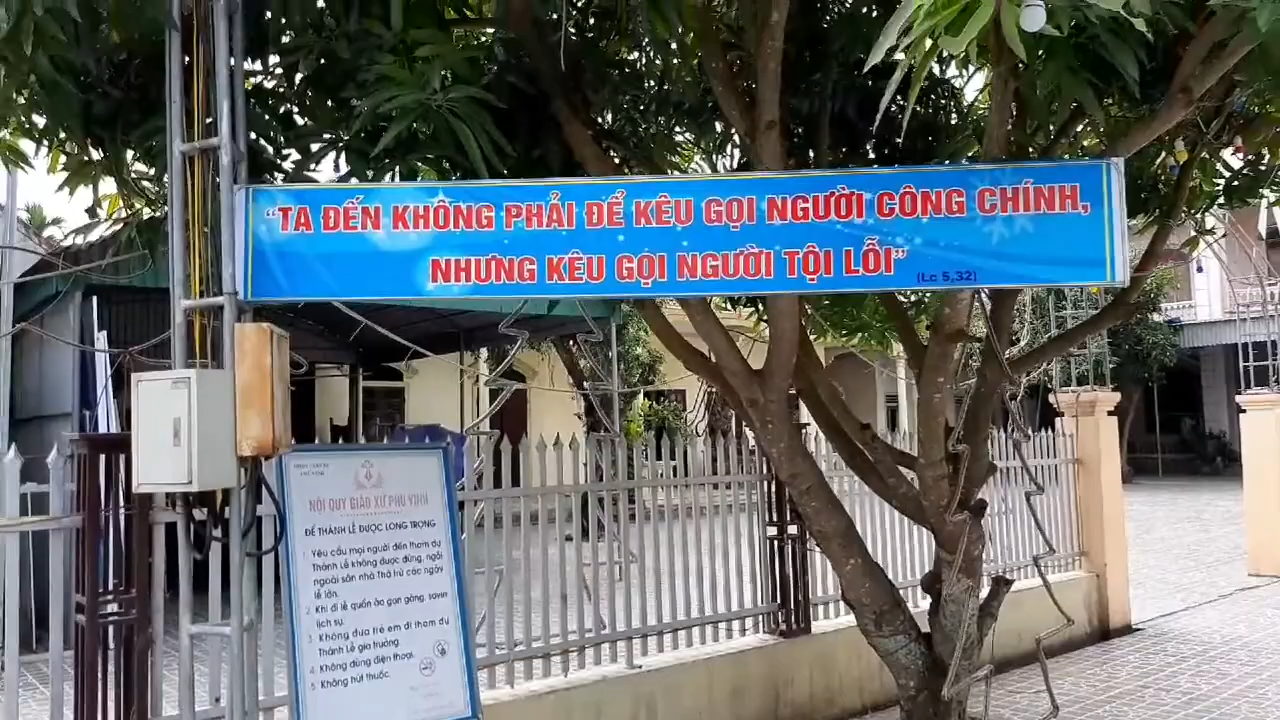 “TA ĐẾN KHÔNG PHẢI ĐỂ KÊU GỌI NGƯỜI CÔNG CHÍNH,
NHƯNG KÊU GỌI NGƯỜI TỘI LỖI”
(Lc 5,32)
NỘI QUY GIÁO XỨ PHÚ VINH
ĐỂ THÁNH LỄ ĐƯỢC LONG TRỌNG
1. Yêu cầu mọi người đến tham dự
Thánh Lễ không được đứng, ngồi
ngoài sân nhà Thờ trừ các ngày
lễ lớn.
2. Khi đi lễ quần áo gọn gàng,
lịch sự.
3. Không đưa trẻ em đi tham dự
Thánh Lễ gia trưởng.
4. Không dùng điện thoại.
5. Không hút thuốc.